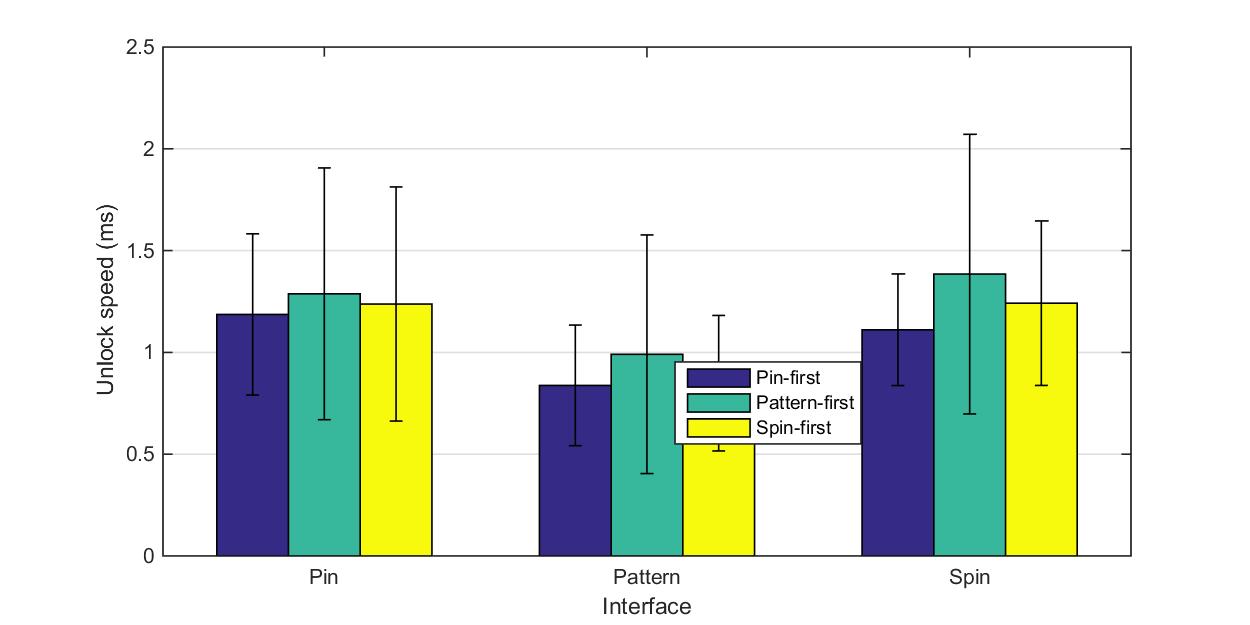 2.5
2
1.5
1
0.5
0
Unlock speed (ms)
Pin-first
Pattern-first
Spin-first
Pin
Pattern
Spin
Interface